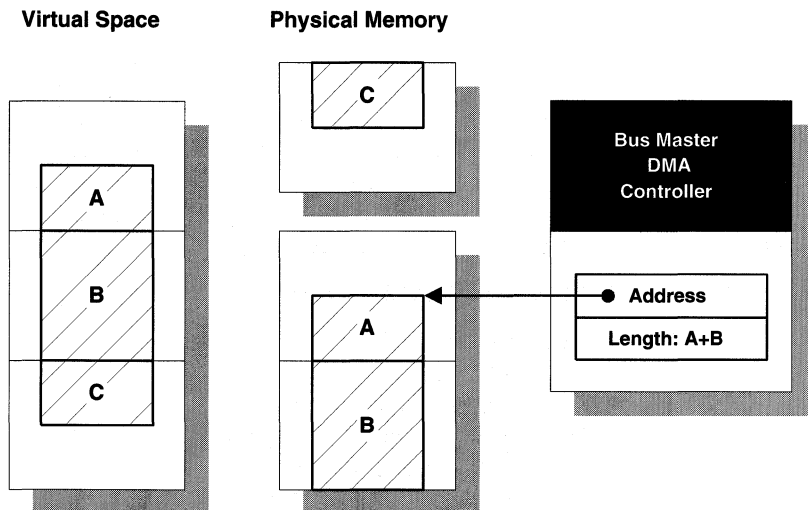 Virtual Space
Physical Memory
A
B
C
C
A
B
Bus Master
DMA
Controller
Address
Length: A+B